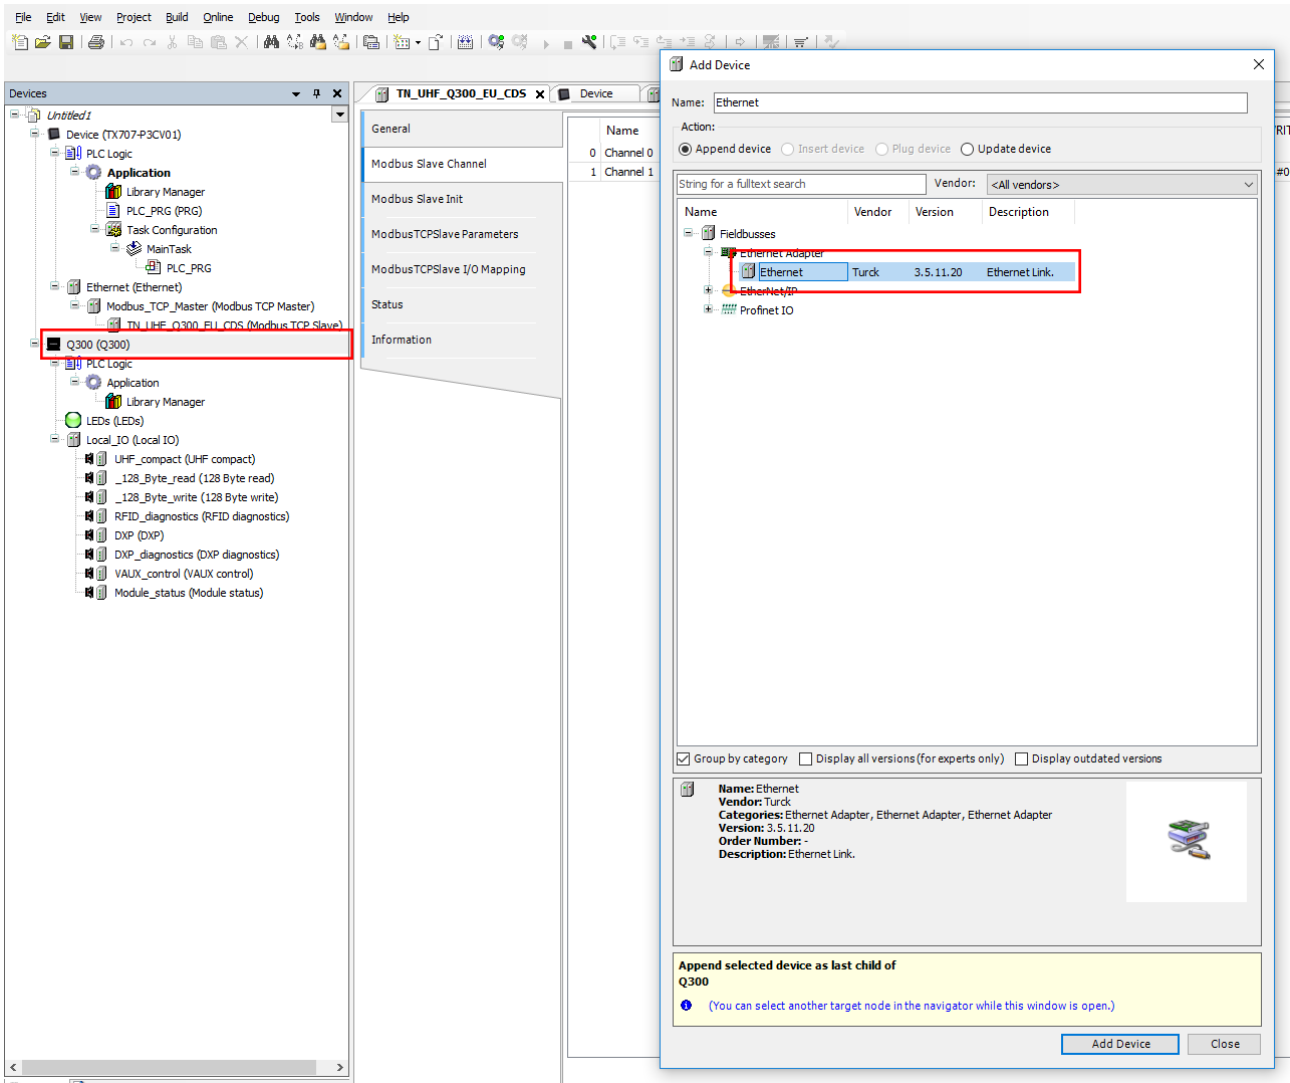 File Edit View Project Build Online Debug Tools Window Help
Devices
Untitled1
Device (TX707-P3CV01)
PLC Logic
Application
Library Manager
PLC_PRG (PRG)
Task Configuration
MainTask
PLC_PRG
Ethernet (Ethernet)
Modbus_TCP_Master (Modbus TCP Master)
TN_UHF_Q300_EU_CDS (Modbus TCP Slave)
Q300 (Q300)
PLC Logic
Application
Library Manager
LEDs (LEDs)
Local_IO (Local IO)
UHF_compact (UHF compact)
_128_Byte_read (128 Byte read)
_128_Byte_write (128 Byte write)
RFID_diagnostics (RFID diagnostics)
DXP (DXP)
DXP_diagnostics (DXP diagnostics)
VAUX_control (VAUX control)
Module_status (Module status)
TN_UHF_Q300_EU_CDS
Device
General
Modbus Slave Channel
Modbus Slave Init
ModbusTCPSlave Parameters
ModbusTCPSlave I/O Mapping
Status
Information
Name
0 Channel 0
1 Channel 1
Add Device
Name: Ethernet
Action:
Append device Insert device Plug device Update device
String for a fulltext search Vendor: <All vendors>
Name Vendor Version Description
Fieldbusses
Ethernet Adapter
Ethernet Turck 3.5.11.20 Ethernet Link.
EtherNet/IP
Profinet IO
Group by category Display all versions (for experts only) Display outdated versions
Name: Ethernet
Vendor: Turck
Categories: Ethernet Adapter, Ethernet Adapter, Ethernet Adapter
Version: 3.5.11.20
Order Number: -
Description: Ethernet Link.
Append selected device as last child of
Q300
(You can select another target node in the navigator while this window is open.)
Add Device Close
#0